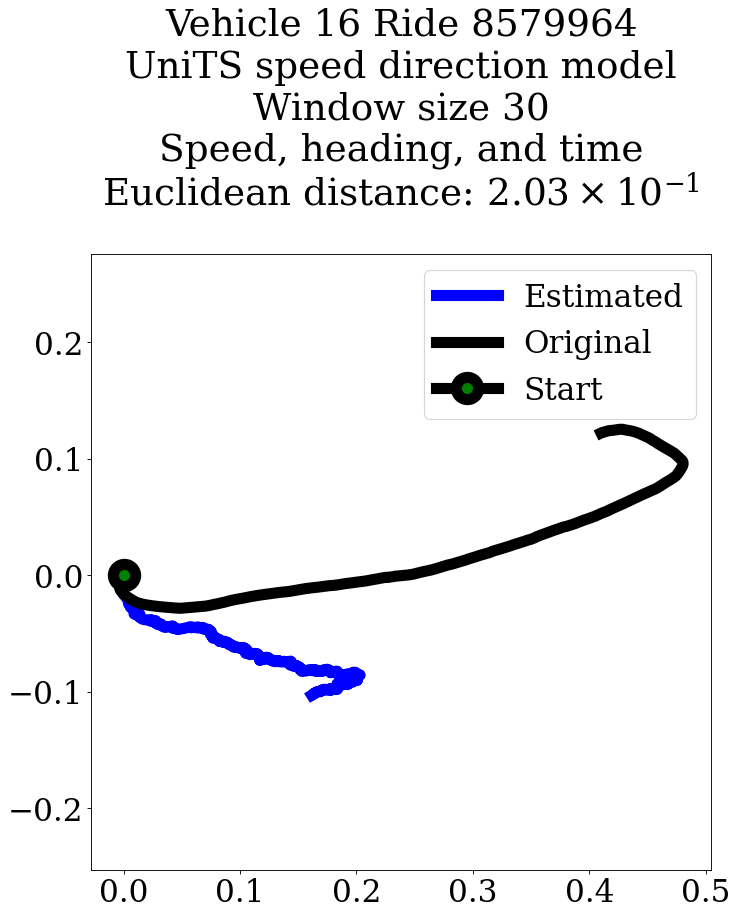 Vehicle 16 Ride 8579964
UniTS speed direction model
Window size 30
Speed, heading, and time
Euclidean distance: 2.03 × 10⁻¹
Estimated
Original
Start
0.2
0.1
0.0
−0.1
−0.2
0.0 0.1 0.2 0.3 0.4 0.5